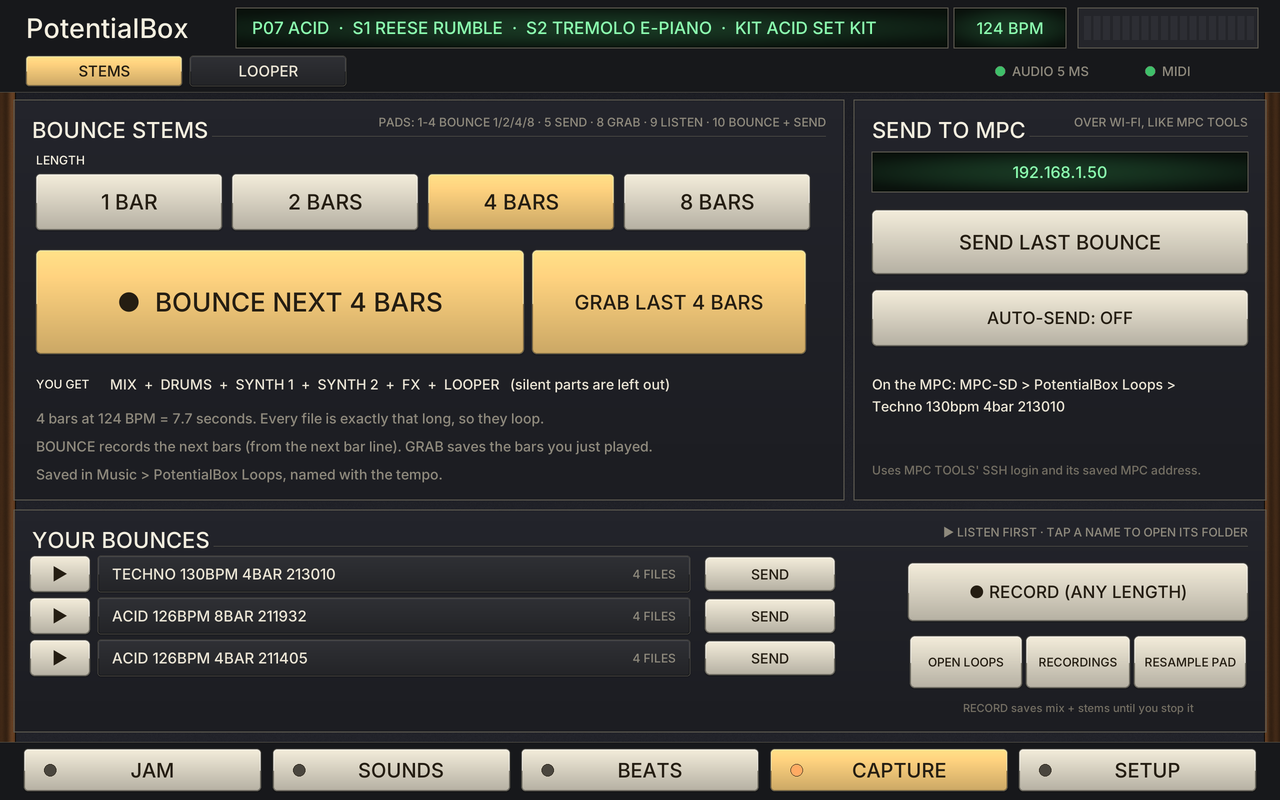 PotentialBox
P07 ACID · S1 REESE RUMBLE · S2 TREMOLO E-PIANO · KIT ACID SET KIT
124 BPM
STEMS
LOOPER
AUDIO 5 MS
MIDI
BOUNCE STEMS
PADS: 1-4 BOUNCE 1/2/4/8 · 5 SEND · 8 GRAB · 9 LISTEN · 10 BOUNCE + SEND
LENGTH
1 BAR
2 BARS
4 BARS
8 BARS
● BOUNCE NEXT 4 BARS
GRAB LAST 4 BARS
YOU GET MIX + DRUMS + SYNTH 1 + SYNTH 2 + FX + LOOPER (silent parts are left out)
4 bars at 124 BPM = 7.7 seconds. Every file is exactly that long, so they loop.
BOUNCE records the next bars (from the next bar line). GRAB saves the bars you just played.
Saved in Music > PotentialBox Loops, named with the tempo.
SEND TO MPC
OVER WI-FI, LIKE MPC TOOLS
192.168.1.50
SEND LAST BOUNCE
AUTO-SEND: OFF
On the MPC: MPC-SD > PotentialBox Loops >
Techno 130bpm 4bar 213010
Uses MPC TOOLS' SSH login and its saved MPC address.
YOUR BOUNCES
▶ LISTEN FIRST · TAP A NAME TO OPEN ITS FOLDER
▶ TECHNO 130BPM 4BAR 213010 4 FILES SEND
▶ ACID 126BPM 8BAR 211932 4 FILES SEND
▶ ACID 126BPM 4BAR 211405 4 FILES SEND
● RECORD (ANY LENGTH)
OPEN LOOPS
RECORDINGS
RESAMPLE PAD
RECORD saves mix + stems until you stop it
JAM
SOUNDS
BEATS
CAPTURE
SETUP